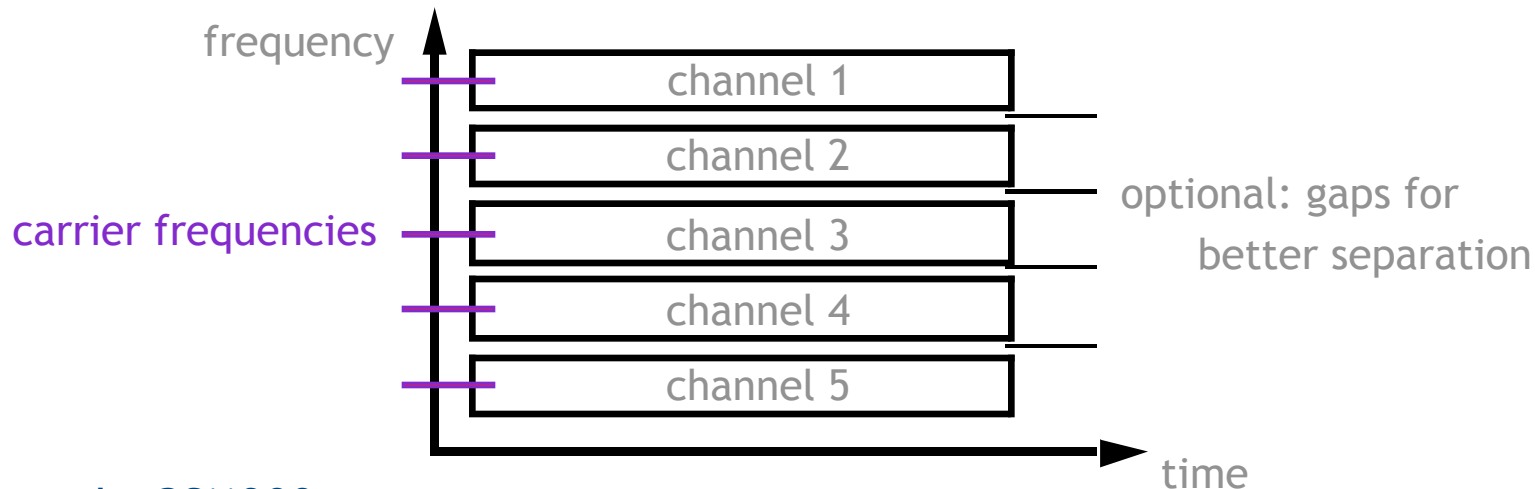 frequency
channel 1
channel 2
optional: gaps for
carrier frequencies
channel 3
better separation
channel 4
channel 5
time